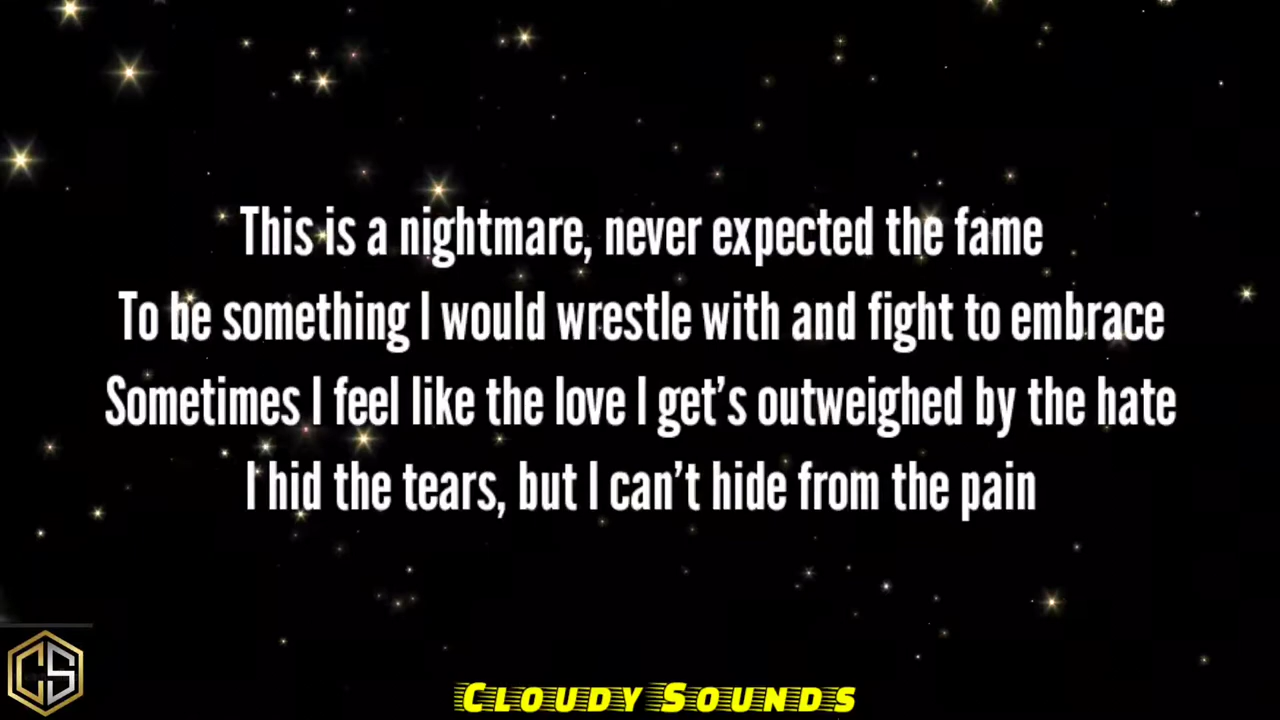 This is a nightmare, never expected the fame
To be something I would wrestle with and fight to embrace
Sometimes I feel like the love I get’s outweighed by the hate
I hid the tears, but I can’t hide from the pain
CS
CLOUDY SOUNDS